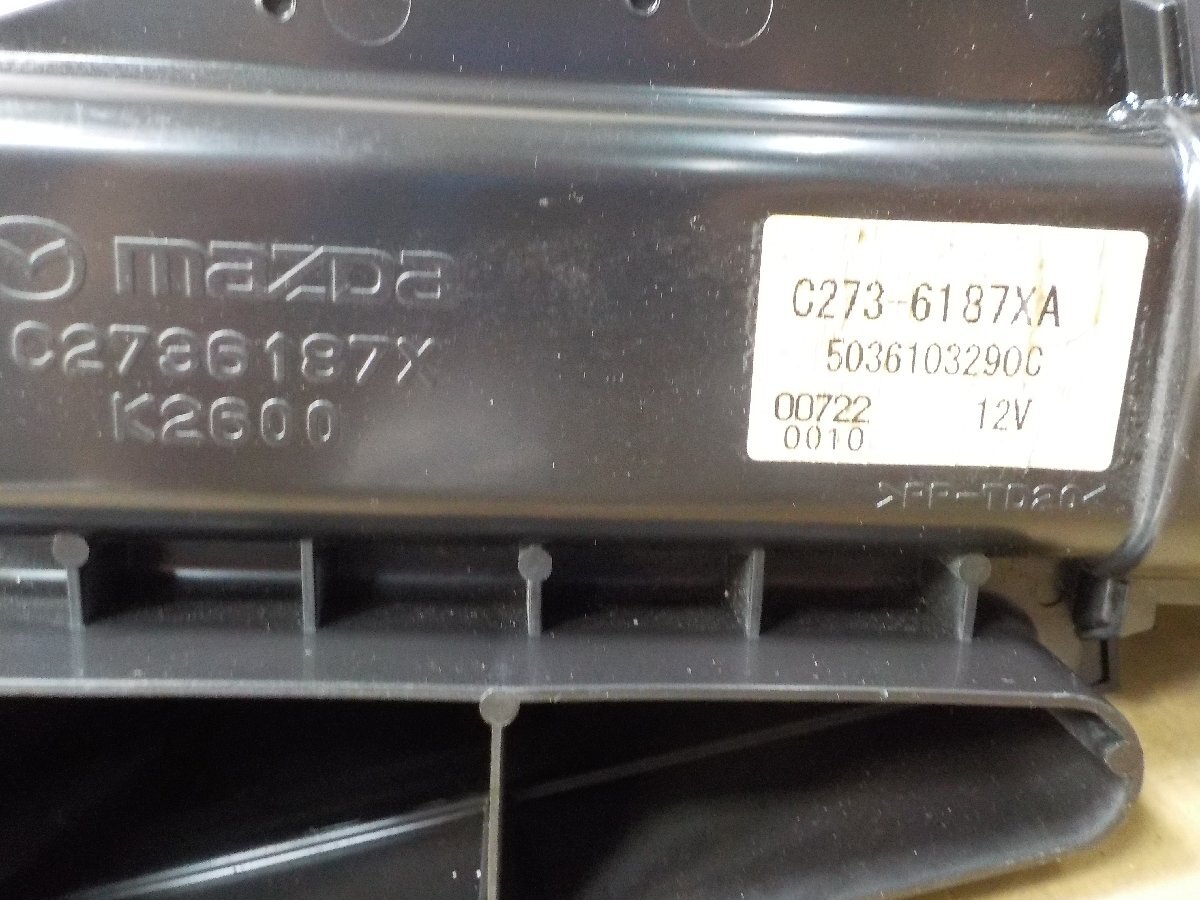 mazda
C2736187X
K2600
C273-6187XA
5036103290C
00722
12V
0010
>PP-TD20<